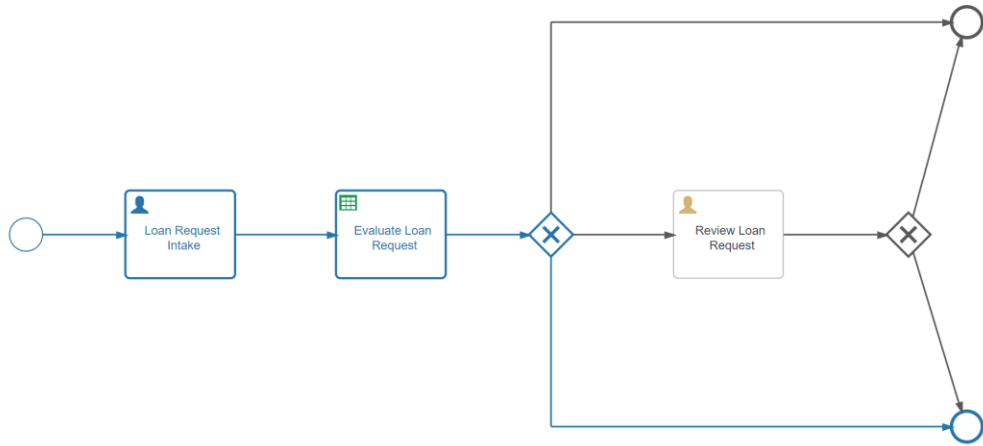 Loan Request
Intake
Evaluate Loan
Request
Review Loan
Request